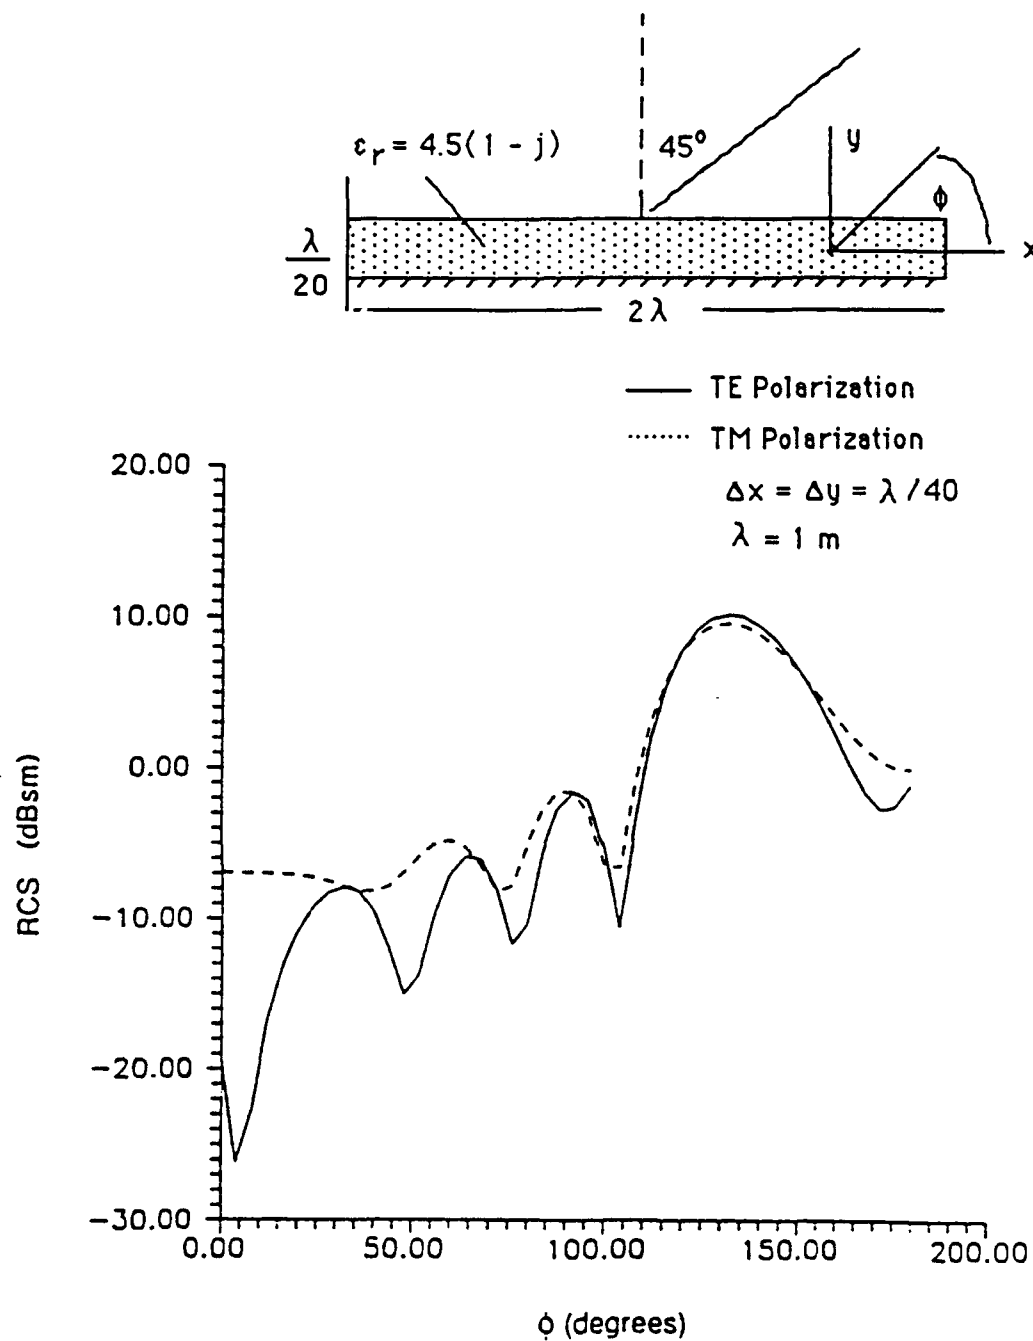 εr = 4.5(1 - j)
45°
y
ϕ
x
λ
20
2λ
TE Polarization
TM Polarization
Δx = Δy = λ/40
λ = 1 m
20.00
10.00
0.00
−10.00
−20.00
−30.00
RCS (dBsm)
0.00 50.00 100.00 150.00 200.00
ϕ (degrees)